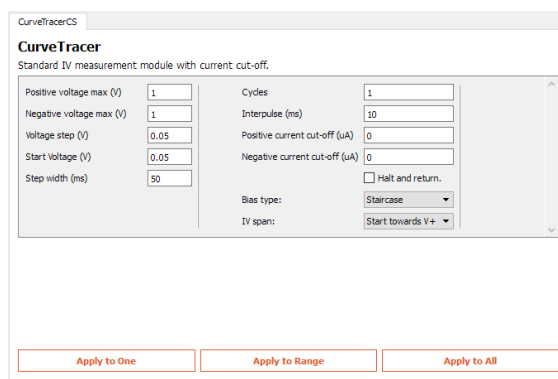 CurveTracerCS
CurveTracer
Standard IV measurement module with current cut-off.
Positive voltage max (V) 1
Negative voltage max (V) 1
Voltage step (V) 0.05
Start Voltage (V) 0.05
Step width (ms) 50
Cycles 1
Interpulse (ms) 10
Positive current cut-off (uA) 0
Negative current cut-off (uA) 0
Halt and return.
Bias type: Staircase
IV span: Start towards V+
Apply to One Apply to Range Apply to All